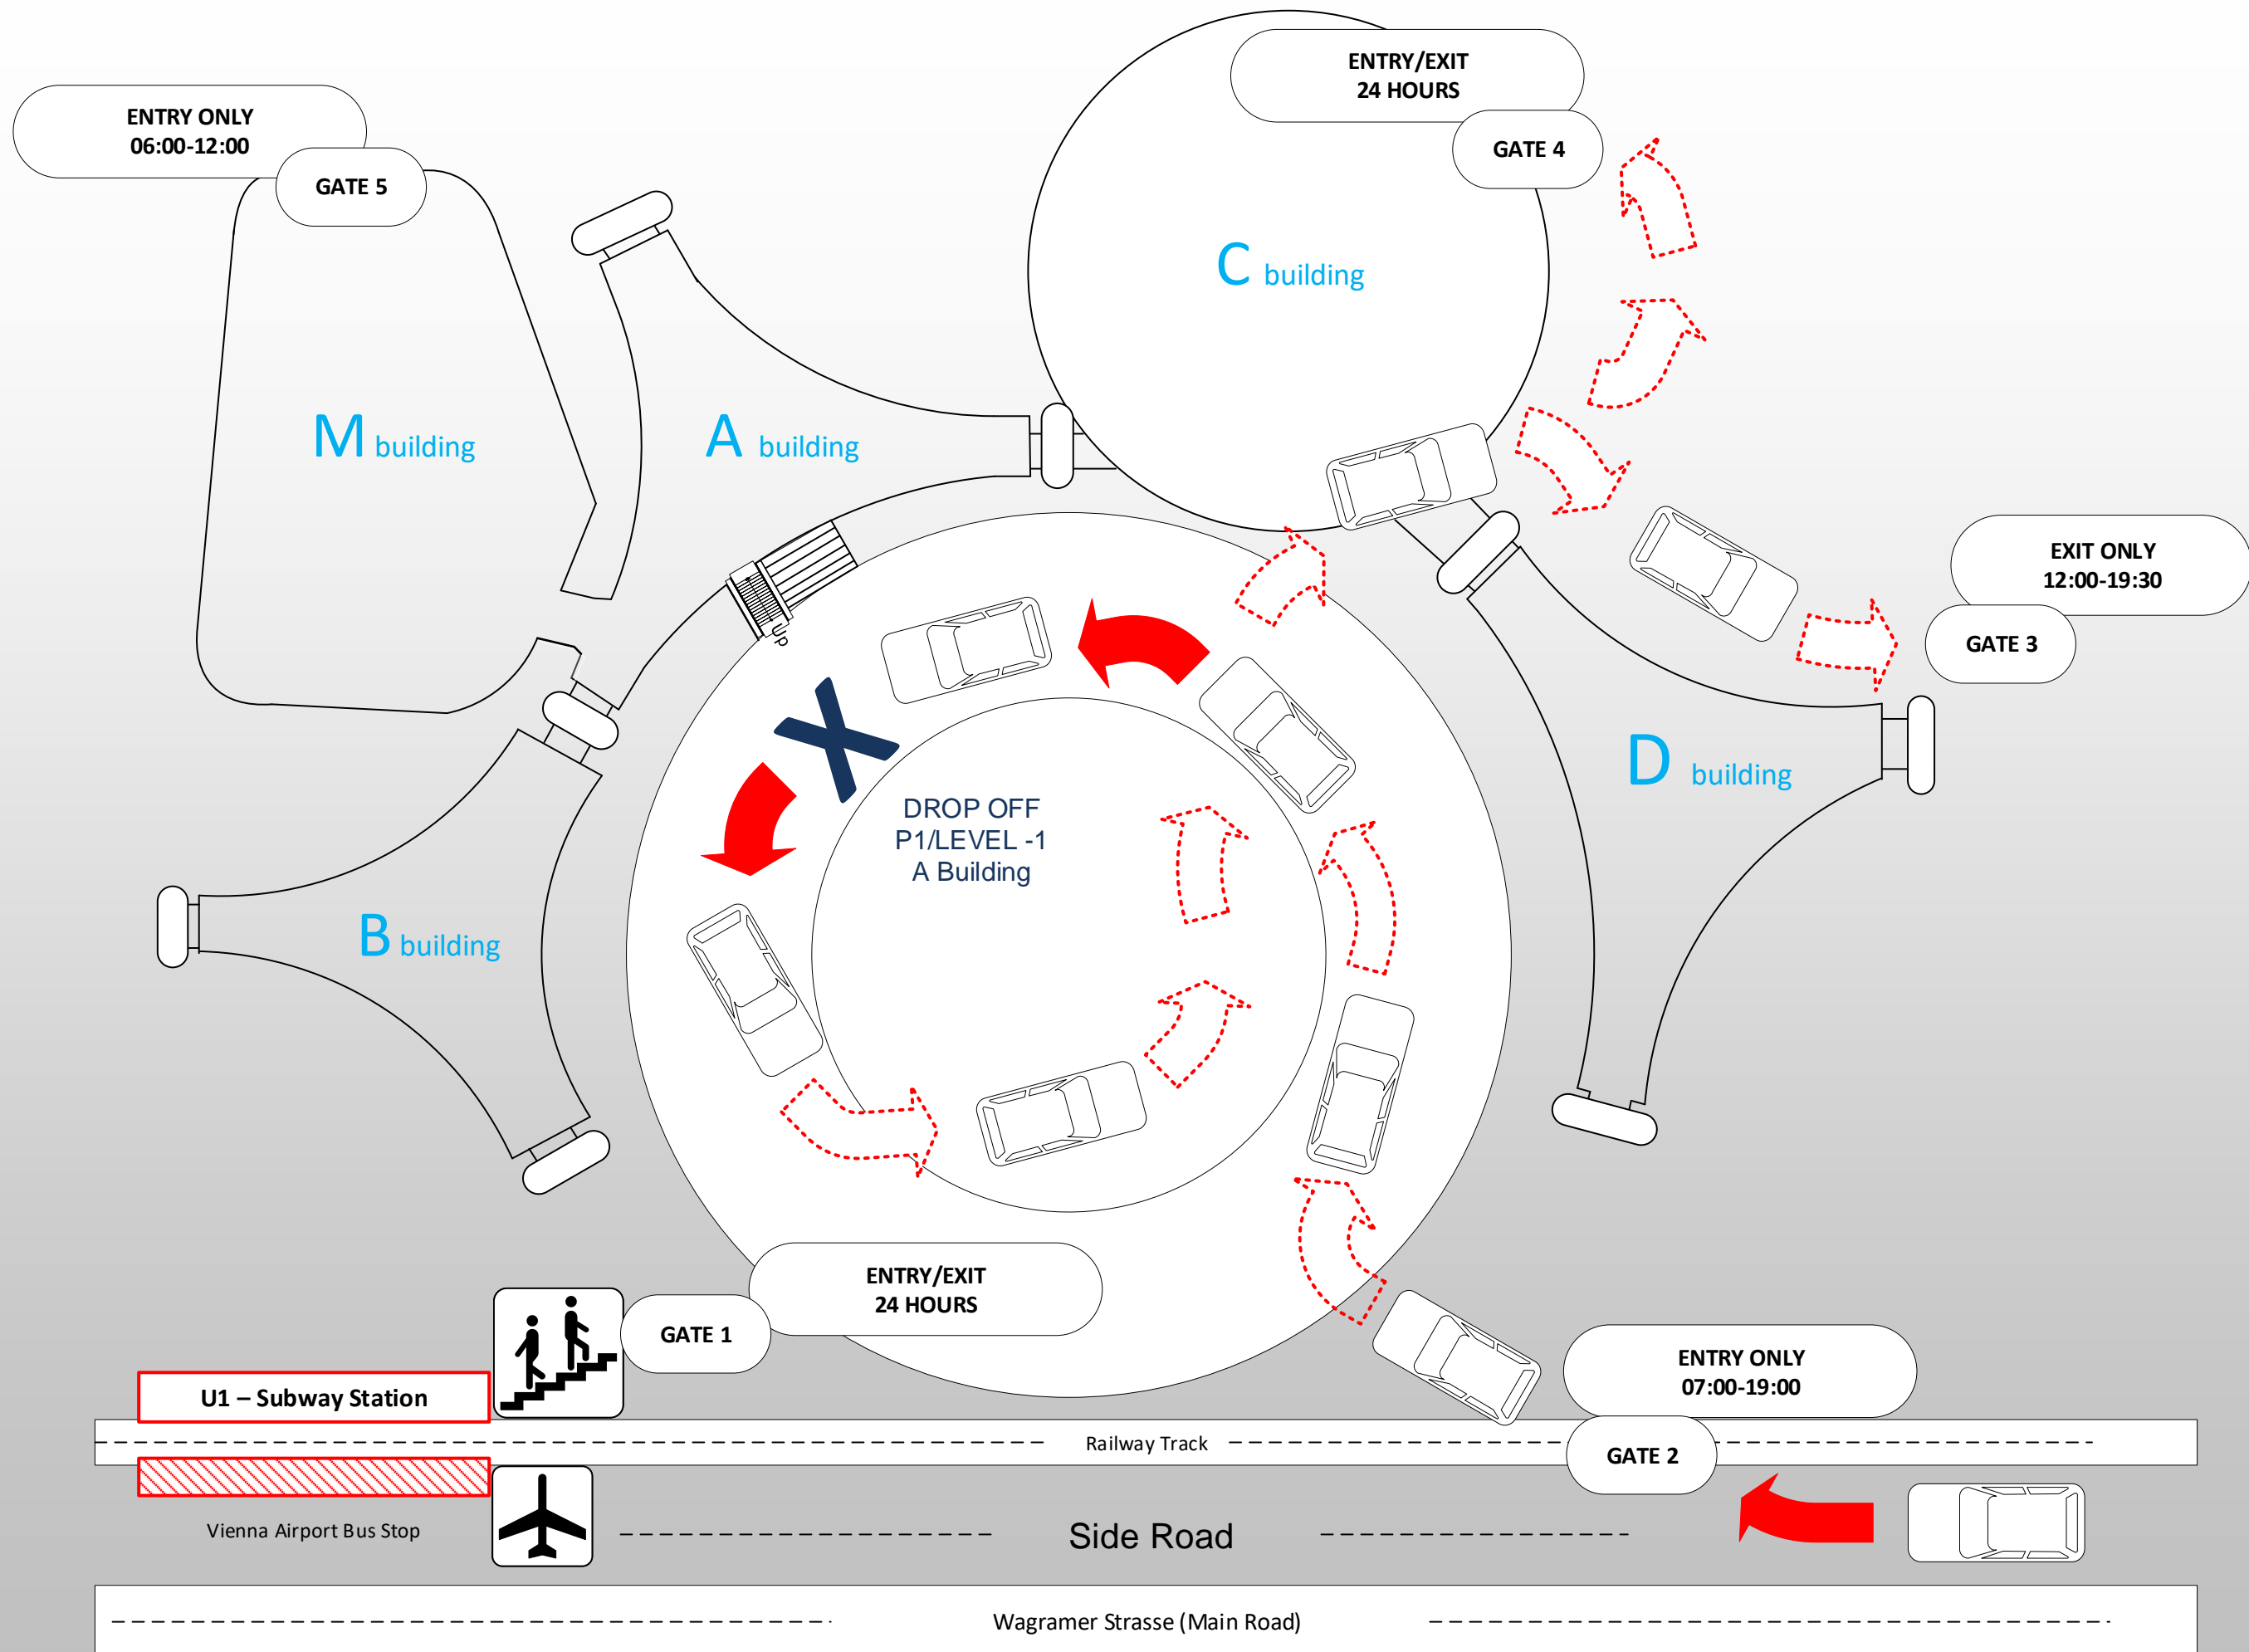 ENTRY/EXIT
24 HOURS
GATE 4
ENTRY ONLY
06:00-12:00
GATE 5
C building
M building
A building
EXIT ONLY
12:00-19:30
GATE 3
Up
D building
DROP OFF
P1/LEVEL -1
A Building
B building
ENTRY/EXIT
24 HOURS
GATE 1
ENTRY ONLY
07:00-19:00
GATE 2
U1 – Subway Station
Railway Track
Vienna Airport Bus Stop
Side Road
Wagramer Strasse (Main Road)